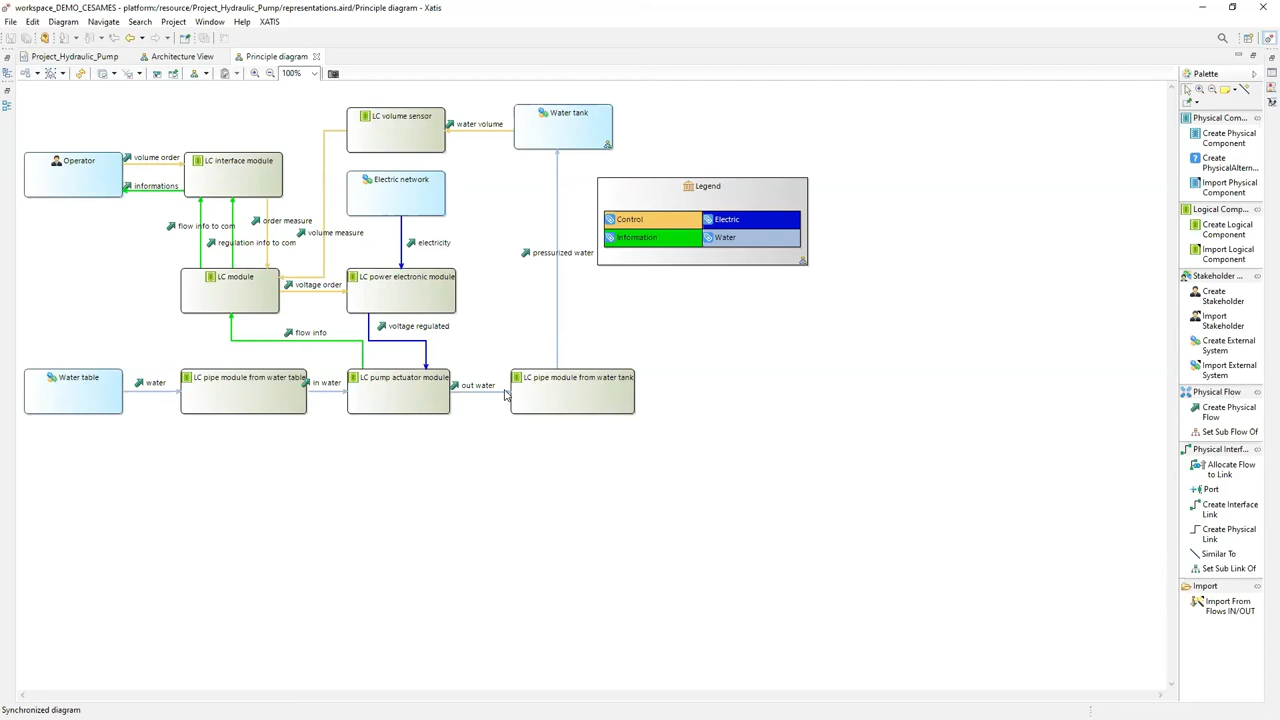 workspace_DEMO_CESAMES - platform:/resource/Project_Hydraulic_Pump/representations.aird/Principle diagram - Xatis
File Edit Diagram Navigate Search Project Window Help XATIS
Project_Hydraulic_Pump Architecture View Principle diagram
100%
Palette
LC volume sensor
water volume
Water tank
Operator
volume order
informations
LC interface module
Electric network
Legend
Control
Electric
Information
Water
flow info to com
order measure
regulation info to com
volume measure
electricity
pressurized water
LC module
voltage order
LC power electronic module
flow info
voltage regulated
Water table
water
LC pipe module from water table
in water
LC pump actuator module
out water
LC pipe module from water tank
Physical Com...
Create Physical
Component
Create
PhysicalAltern...
Import Physical
Component
Logical Comp...
Create Logical
Component
Import Logical
Component
Stakeholder ...
Create
Stakeholder
Import
Stakeholder
Create External
System
Import External
System
Physical Flow
Create Physical
Flow
Set Sub Flow Of
Physical Interf...
Allocate Flow
to Link
Port
Create Interface
Link
Create Physical
Link
Similar To
Set Sub Link Of
Import
Import From
Flows IN/OUT
Synchronized diagram